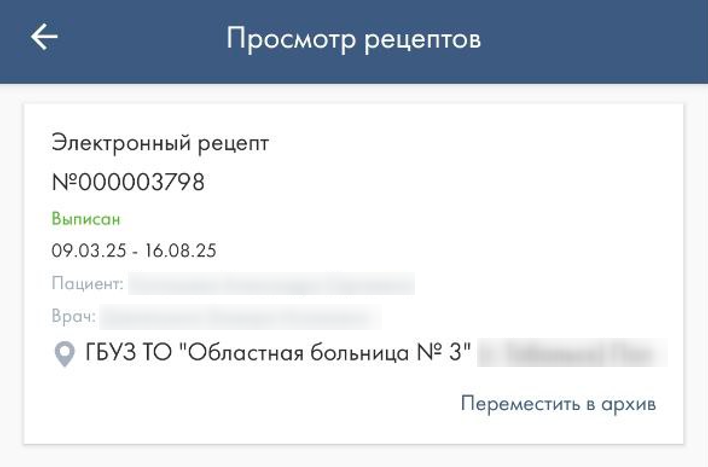 Просмотр рецептов
Электронный рецепт
№000003798
Выписан
09.03.25 - 16.08.25
Пациент:
Врач:
ГБУЗ ТО "Областная больница № 3"
Переместить в архив